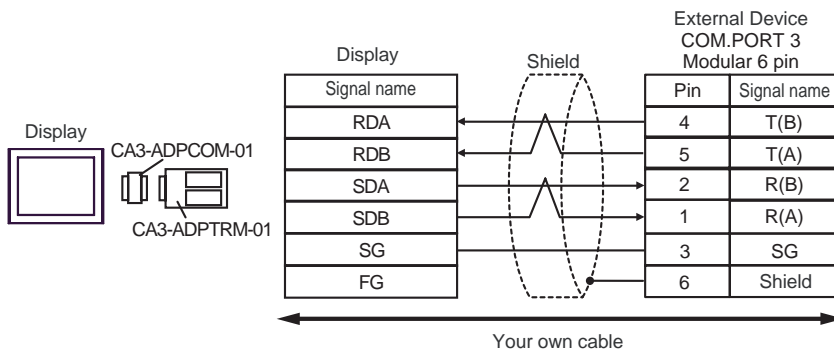 External Device
COM.PORT 3
Modular 6 pin
Display
Shield
Signal name
Pin
Signal name
RDA
4
T(B)
RDB
5
T(A)
SDA
2
R(B)
SDB
1
R(A)
SG
3
SG
FG
6
Shield
Display
CA3-ADPCOM-01
CA3-ADPTRM-01
Your own cable